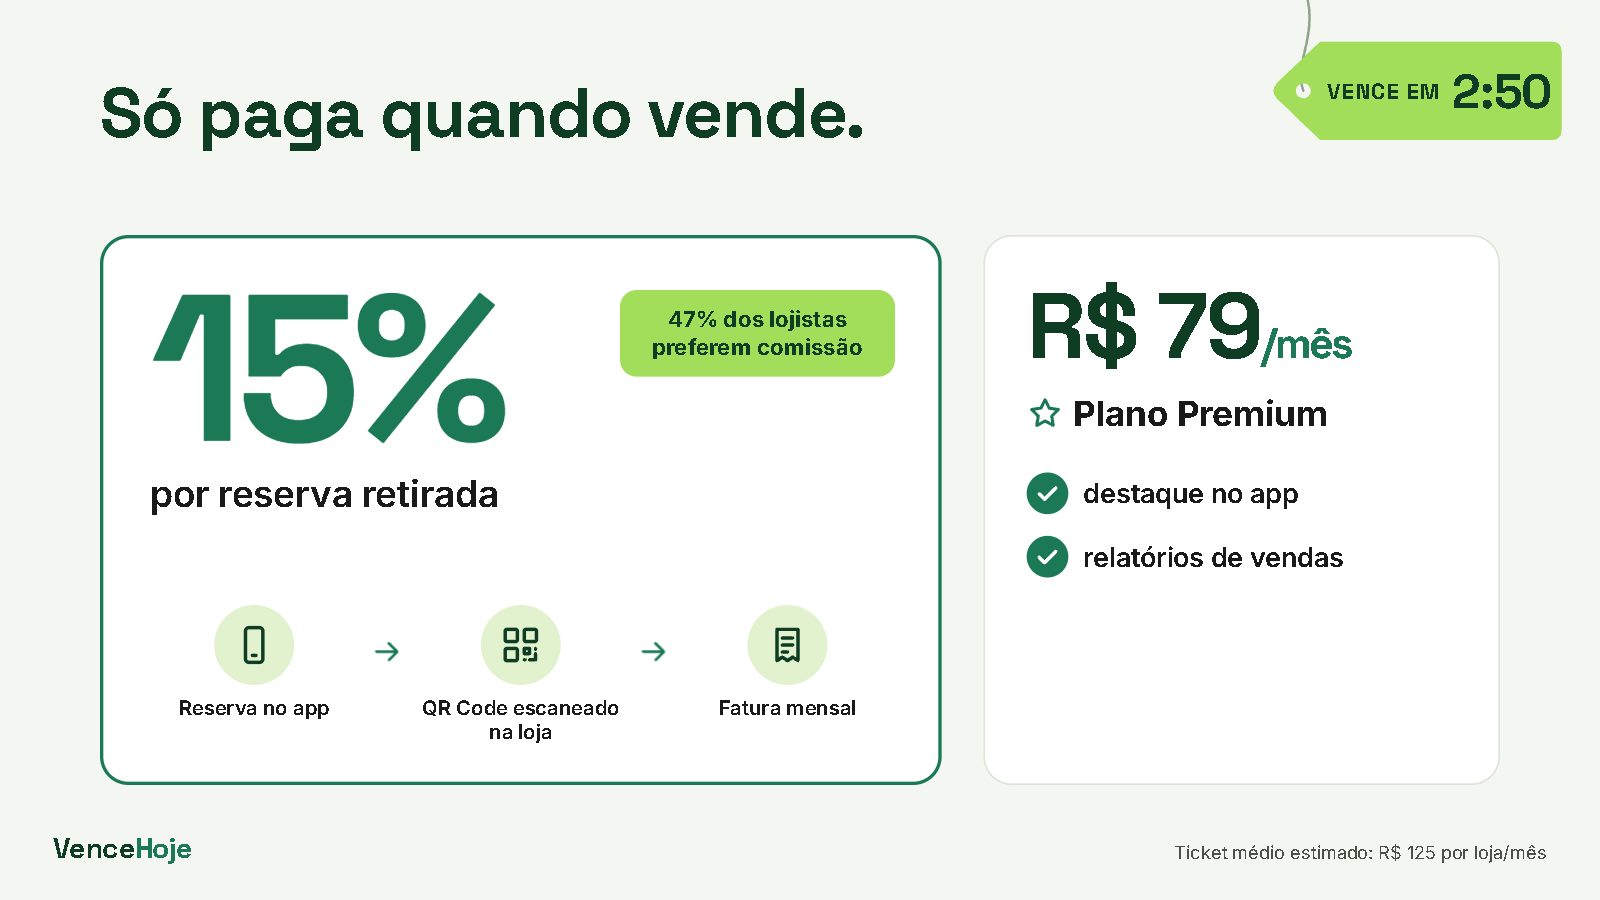 Só paga quando vende.
VENCE EM 2:50
15%
47% dos lojistas
preferem comissão
por reserva retirada
Reserva no app
QR Code escaneado
na loja
Fatura mensal
R$ 79/mês
Plano Premium
destaque no app
relatórios de vendas
VenceHoje
Ticket médio estimado: R$ 125 por loja/mês